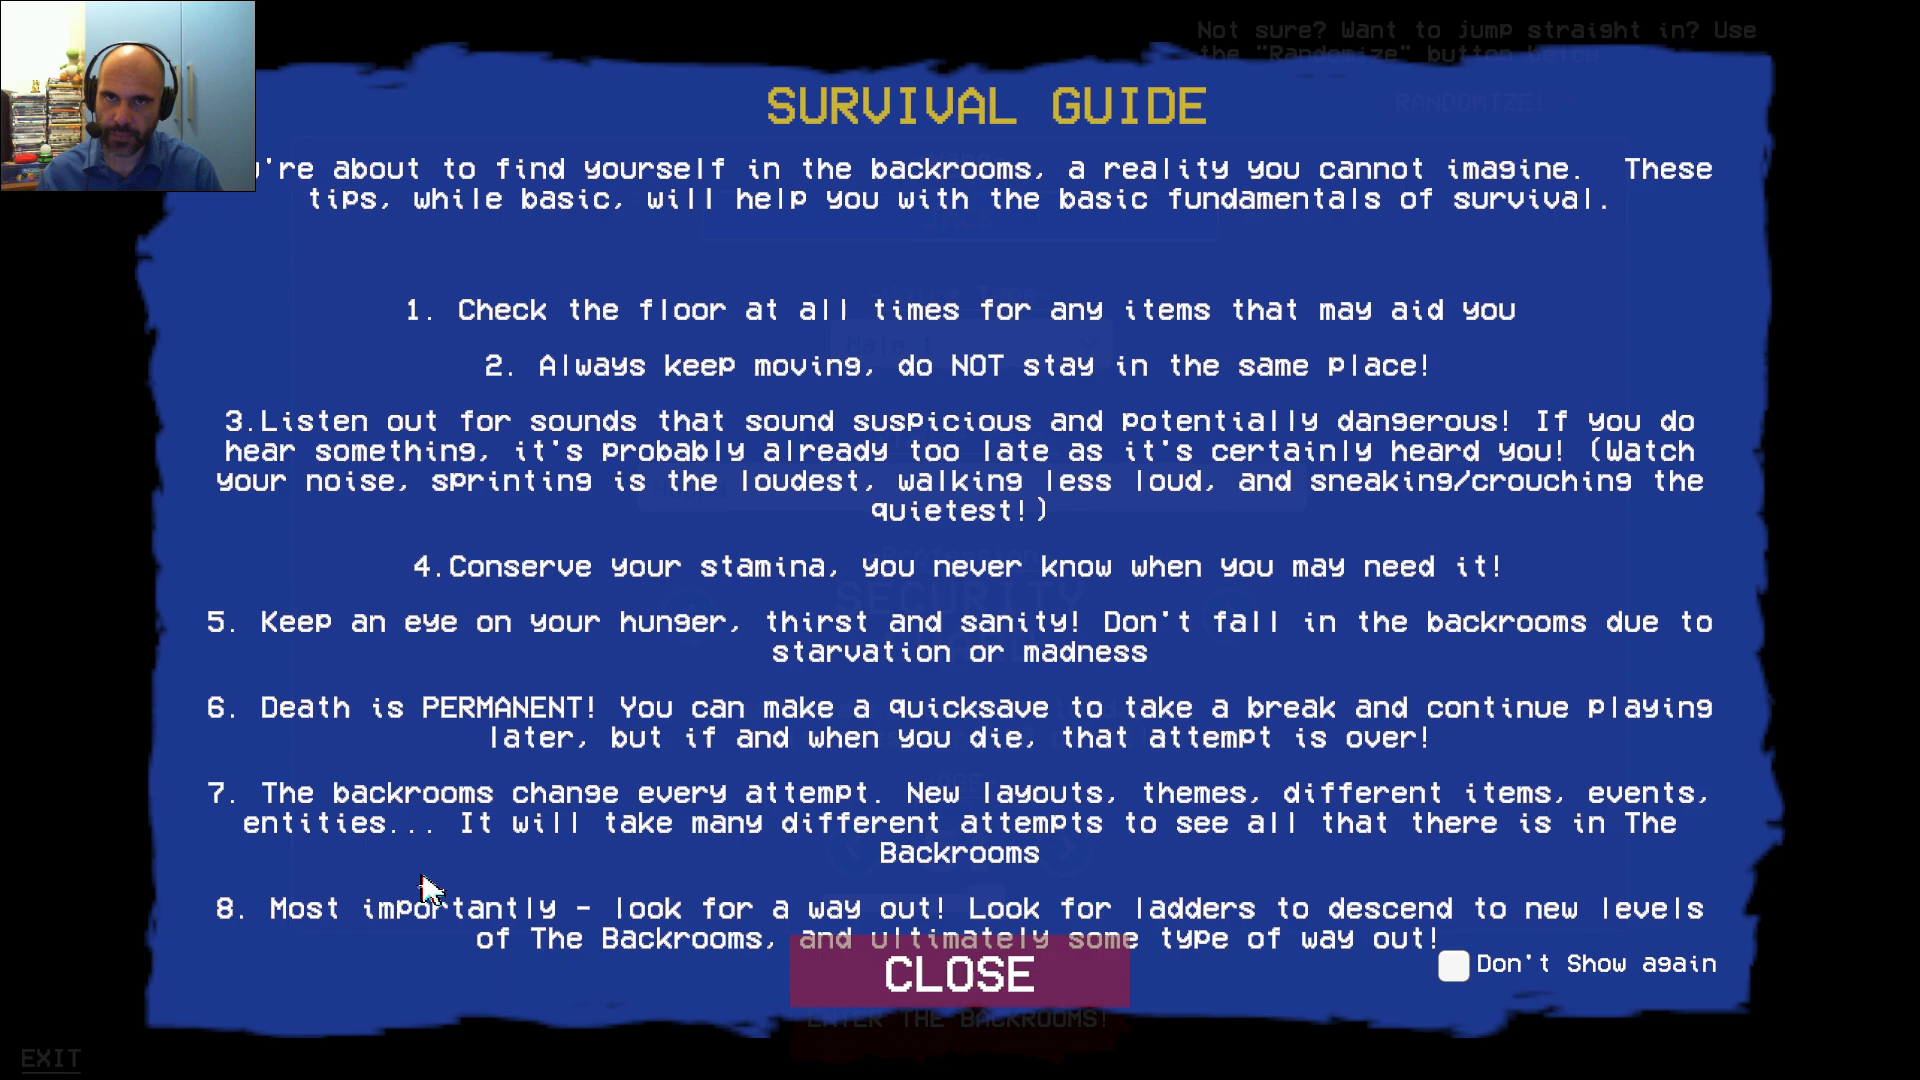 Not sure? Want to jump straight in? Use
the "Randomize" button below
RANDOMIZE!
SURVIVAL GUIDE
're about to find yourself in the backrooms, a reality you cannot imagine. These
tips, while basic, will help you with the basic fundamentals of survival.
1. Check the floor at all times for any items that may aid you
2. Always keep moving, do NOT stay in the same place!
3.Listen out for sounds that sound suspicious and potentially dangerous! If you do
hear something, it's probably already too late as it's certainly heard you! (Watch
your noise, sprinting is the loudest, walking less loud, and sneaking/crouching the
quietest!)
4.Conserve your stamina, you never know when you may need it!
SECURITY
5. Keep an eye on your hunger, thirst and sanity! Don't fall in the backrooms due to
starvation or madness
6. Death is PERMANENT! You can make a quicksave to take a break and continue playing
later, but if and when you die, that attempt is over!
7. The backrooms change every attempt. New layouts, themes, different items, events,
entities... It will take many different attempts to see all that there is in The
Backrooms
8. Most importantly - look for a way out! Look for ladders to descend to new levels
of The Backrooms, and ultimately some type of way out!
CLOSE
Don't Show again
ENTER THE BACKROOMS!
EXIT